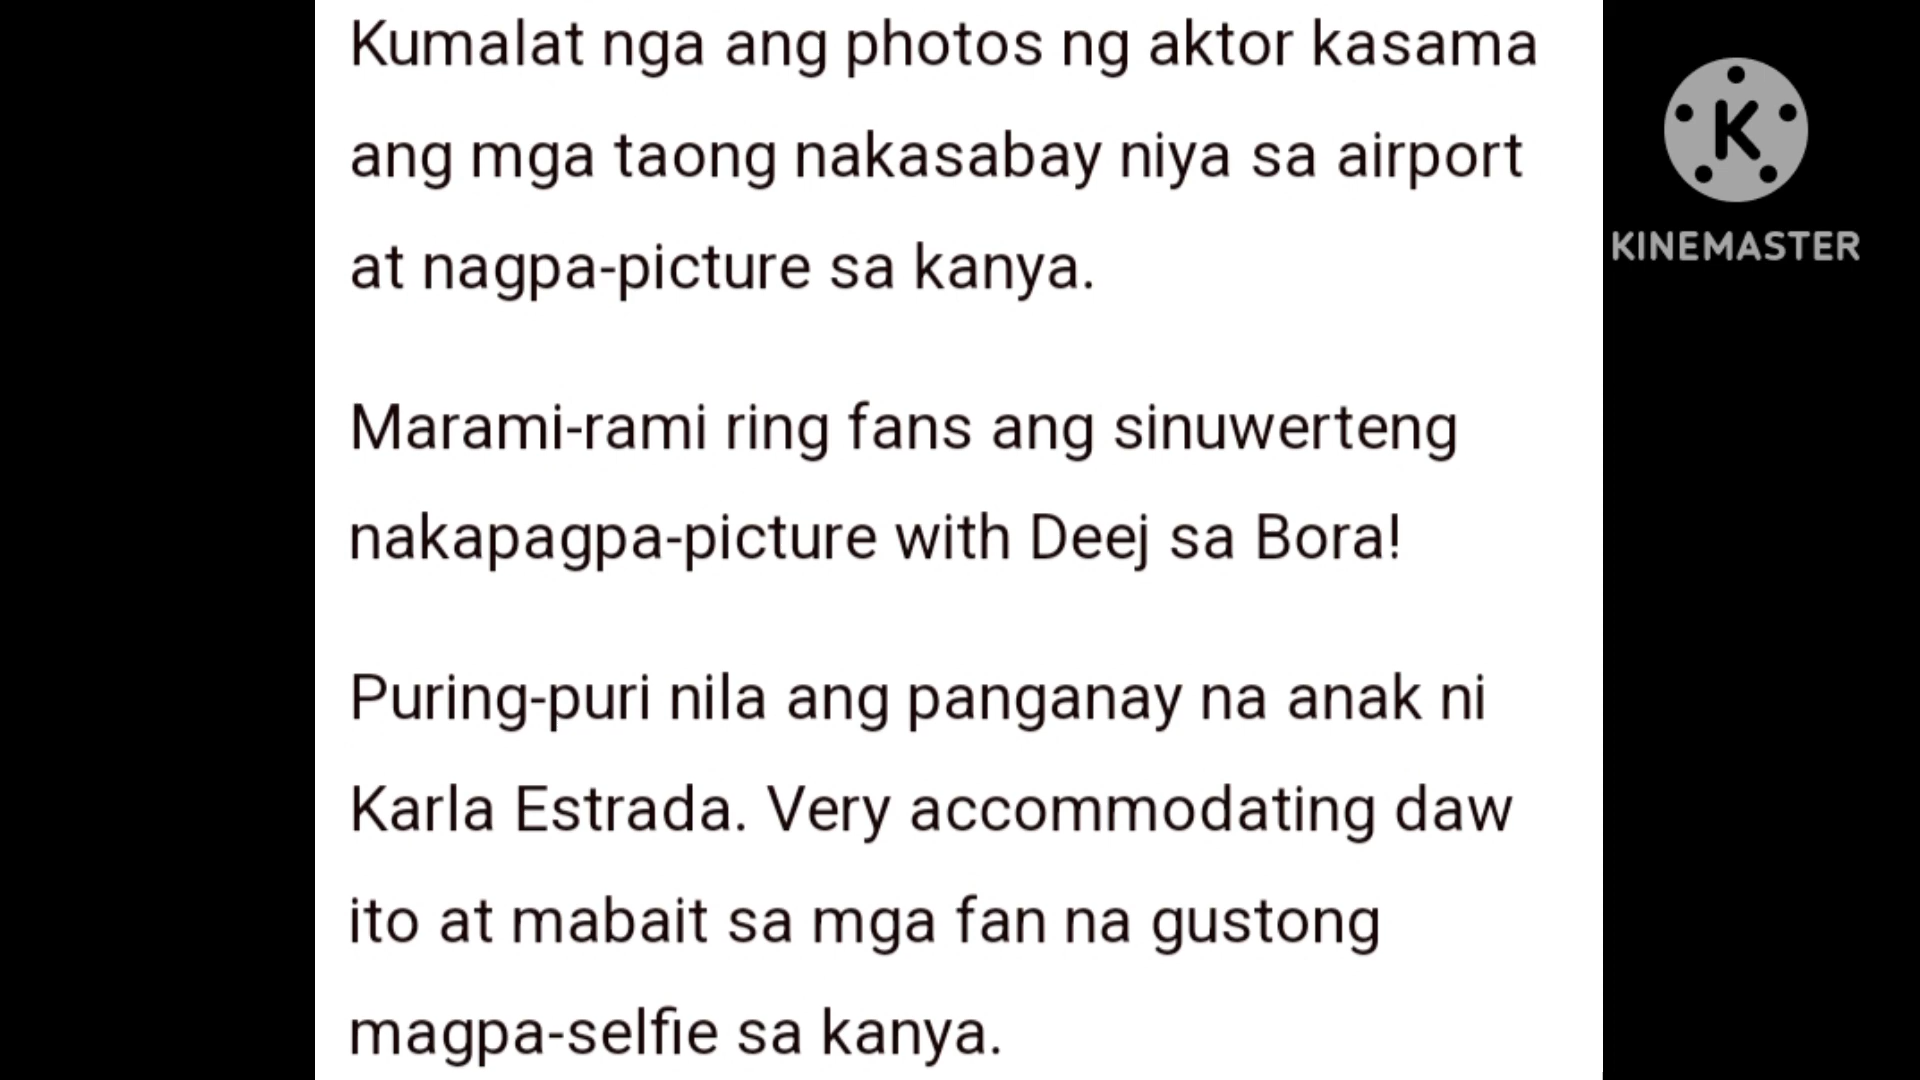 Kumalat nga ang photos ng aktor kasama
ang mga taong nakasabay niya sa airport
at nagpa-picture sa kanya.
Marami-rami ring fans ang sinuwerteng
nakapagpa-picture with Deej sa Bora!
Puring-puri nila ang panganay na anak ni
Karla Estrada. Very accommodating daw
ito at mabait sa mga fan na gustong
magpa-selfie sa kanya.
K
KINEMASTER